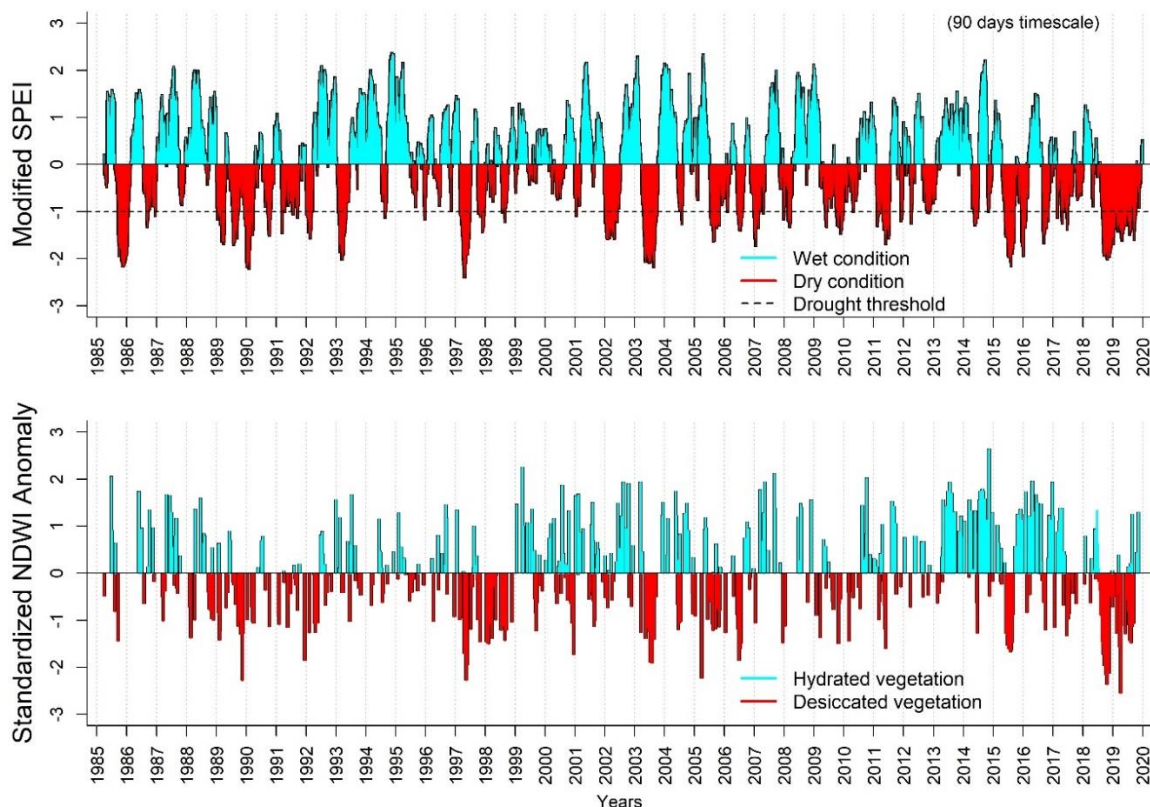 (90 days timescale)
Modified SPEI
3
2
1
0
-1
-2
-3
Wet condition
Dry condition
Drought threshold
1985 1986 1987 1988 1989 1990 1991 1992 1993 1994 1995 1996 1997 1998 1999 2000 2001 2002 2003 2004 2005 2006 2007 2008 2009 2010 2011 2012 2013 2014 2015 2016 2017 2018 2019 2020
Standardized NDWI Anomaly
3
2
1
0
-1
-2
-3
Hydrated vegetation
Desiccated vegetation
1985 1986 1987 1988 1989 1990 1991 1992 1993 1994 1995 1996 1997 1998 1999 2000 2001 2002 2003 2004 2005 2006 2007 2008 2009 2010 2011 2012 2013 2014 2015 2016 2017 2018 2019 2020
Years